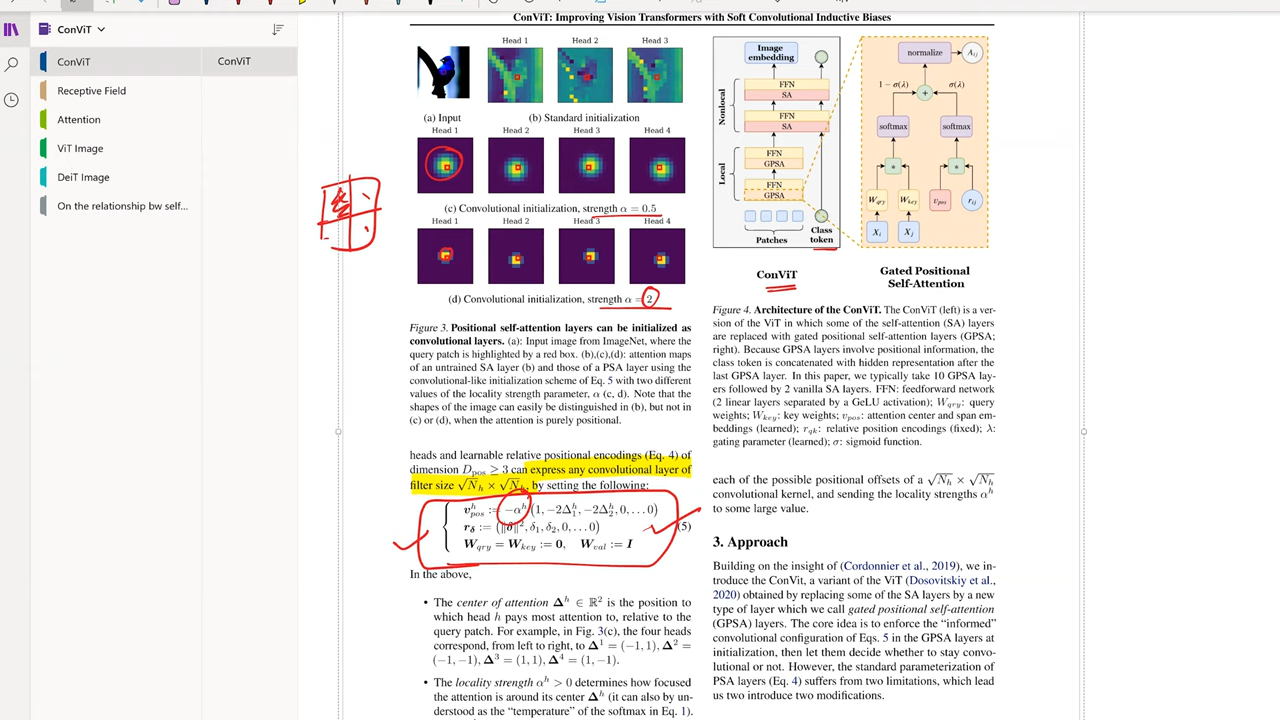 ConViT: Improving Vision Transformers with Soft Convolutional Inductive Biases
ConViT
ConViT
Receptive Field
Attention
ViT Image
DeiT Image
On the relationship bw self...
ConViT
Head 1 Head 2 Head 3
(a) Input (b) Standard initialization
Head 1 Head 2 Head 3 Head 4
(c) Convolutional initialization, strength α = 0.5
Head 1 Head 2 Head 3 Head 4
(d) Convolutional initialization, strength α = 2
Figure 3. Positional self-attention layers can be initialized as
convolutional layers. (a): Input image from ImageNet, where the
query patch is highlighted by a red box. (b),(c),(d): attention maps
of an untrained SA layer (b) and those of a PSA layer using the
convolutional-like initialization scheme of Eq. 5 with two different
values of the locality strength parameter, α (c, d). Note that the
shapes of the image can easily be distinguished in (b), but not in
(c) or (d), when the attention is purely positional.
heads and learnable relative positional encodings (Eq. 4) of
dimension D_pos ≥ 3 can express any convolutional layer of
filter size √N_h × √N_h, by setting the following:
v^h_pos := −α^h (1, −2Δ^h_1, −2Δ^h_2, 0, . . . 0)
r_δ := (‖δ‖², δ_1, δ_2, 0, . . . 0) (5)
W_qry = W_key := 0, W_val := I
In the above,
• The center of attention Δ^h ∈ ℝ² is the position to
which head h pays most attention to, relative to the
query patch. For example, in Fig. 3(c), the four heads
correspond, from left to right, to Δ¹ = (−1, 1), Δ² =
(−1, −1), Δ³ = (1, 1), Δ⁴ = (1, −1).
• The locality strength α^h > 0 determines how focused
the attention is around its center Δ^h (it can also by un-
derstood as the "temperature" of the softmax in Eq. 1).
Image
embedding
FFN
SA
FFN
SA
Nonlocal
FFN
GPSA
FFN
GPSA
Local
Patches
Class
token
ConViT
normalize A_ij
1 − σ(λ) + σ(λ)
softmax softmax
* *
W_qry W_key v_pos r_ij
X_i X_j
Gated Positional
Self-Attention
Figure 4. Architecture of the ConViT. The ConViT (left) is a ver-
sion of the ViT in which some of the self-attention (SA) layers
are replaced with gated positional self-attention layers (GPSA;
right). Because GPSA layers involve positional information, the
class token is concatenated with hidden representation after the
last GPSA layer. In this paper, we typically take 10 GPSA lay-
ers followed by 2 vanilla SA layers. FFN: feedforward network
(2 linear layers separated by a GeLU activation); W_qry: query
weights; W_key: key weights; v_pos: attention center and span em-
beddings (learned); r_qk: relative position encodings (fixed); λ:
gating parameter (learned); σ: sigmoid function.
each of the possible positional offsets of a √N_h × √N_h
convolutional kernel, and sending the locality strengths α^h
to some large value.
3. Approach
Building on the insight of (Cordonnier et al., 2019), we in-
troduce the ConVit, a variant of the ViT (Dosovitskiy et al.,
2020) obtained by replacing some of the SA layers by a new
type of layer which we call gated positional self-attention
(GPSA) layers. The core idea is to enforce the "informed"
convolutional configuration of Eqs. 5 in the GPSA layers at
initialization, then let them decide whether to stay convo-
lutional or not. However, the standard parameterization of
PSA layers (Eq. 4) suffers from two limitations, which lead
us two introduce two modifications.